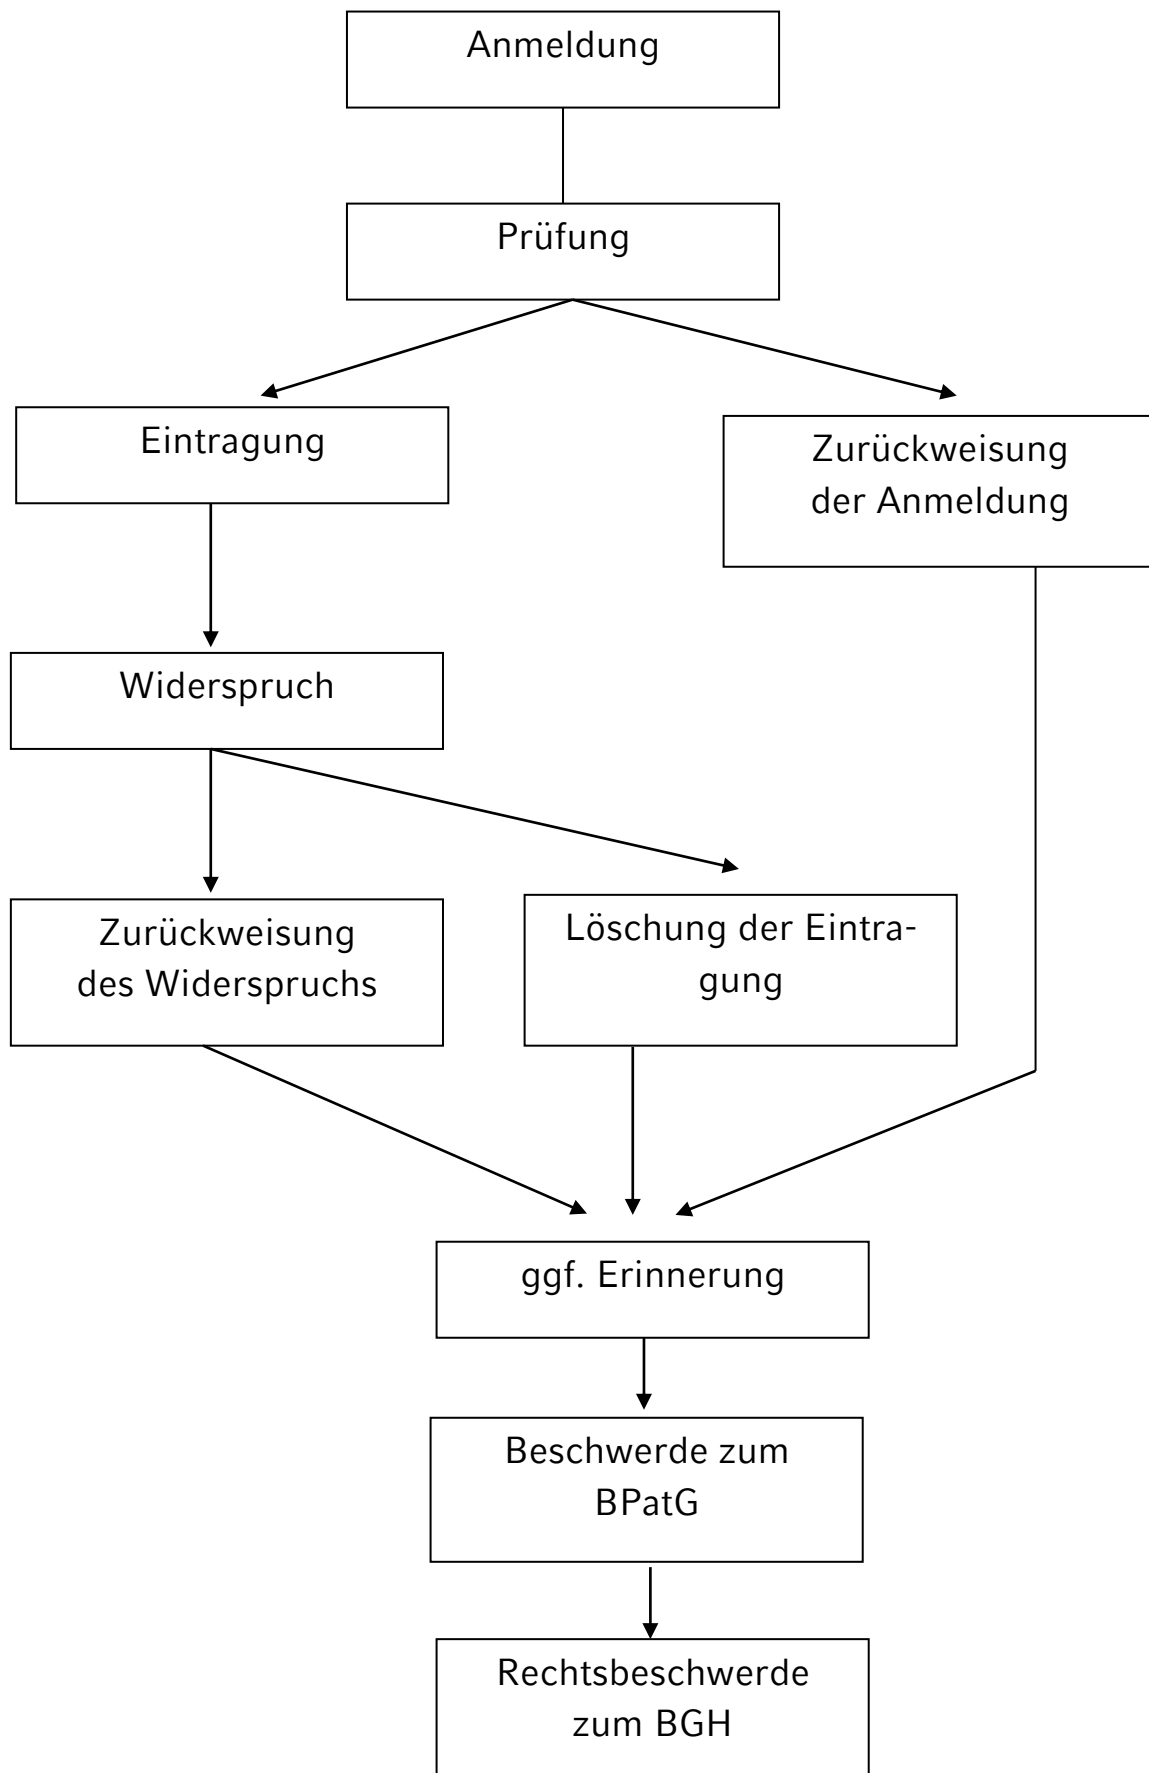 Anmeldung
Prüfung
Eintragung
Zurückweisung
der Anmeldung
Widerspruch
Zurückweisung
des Widerspruchs
Löschung der Eintra-
gung
ggf. Erinnerung
Beschwerde zum
BPatG
Rechtsbeschwerde
zum BGH